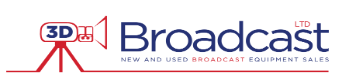 3D
LTD
Broadcast
NEW AND USED BROADCAST EQUIPMENT SALES